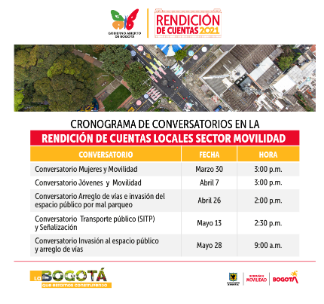 RENDICIÓN
DE CUENTAS 2021
CRONOGRAMA DE CONVERSATORIOS EN LA
RENDICIÓN DE CUENTAS LOCALES SECTOR MOVILIDAD
CONVERSATORIO FECHA HORA
Conversatorio Mujeres y Movilidad Marzo 30 3:00 p.m.
Conversatorio Jóvenes y Movilidad Abril 7 3:00 p.m.
Conversatorio Arreglo de vías e invasión del
espacio público por mal parqueo Abril 26 2:00 p.m.
Conversatorio Transporte público (SITP)
y Señalización Mayo 13 2:30 p.m.
Conversatorio Invasión al espacio público
y arreglo de vías Mayo 28 9:00 a.m.
BOGOTÁ
MOVILIDAD
BOGOTÁ